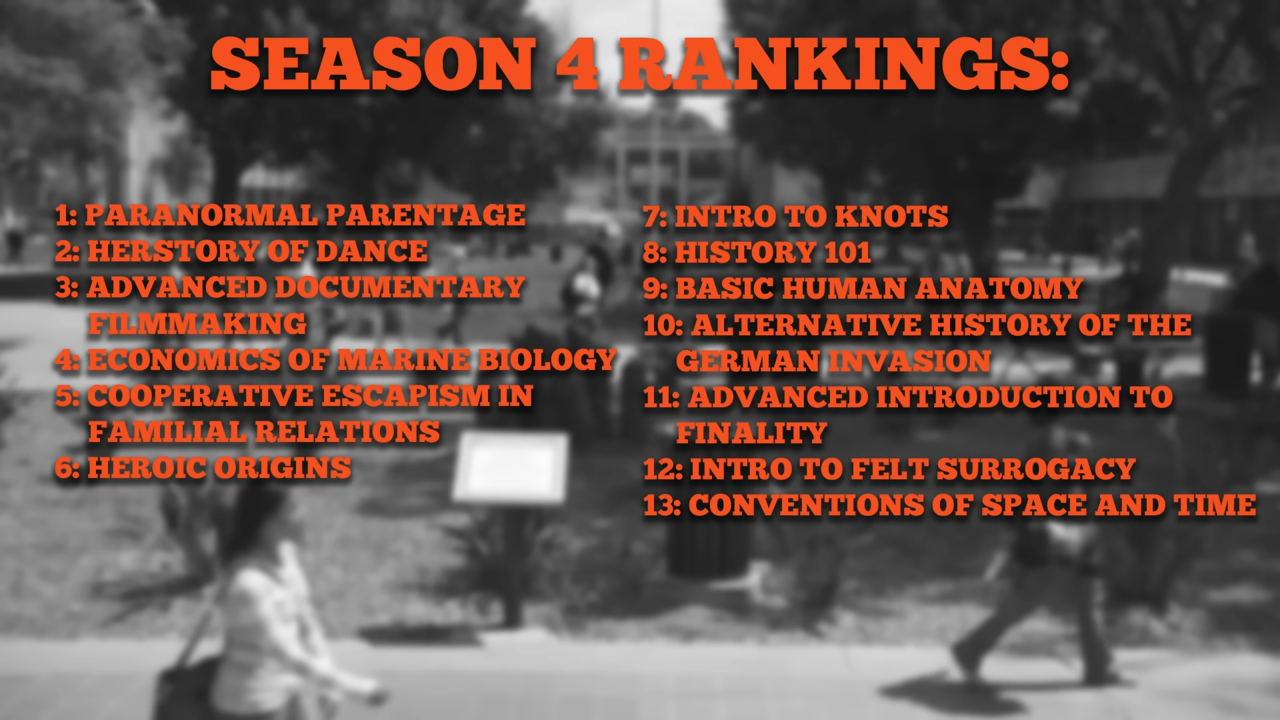 SEASON 4 RANKINGS:
1: PARANORMAL PARENTAGE
2: HERSTORY OF DANCE
3: ADVANCED DOCUMENTARY
FILMMAKING
4: ECONOMICS OF MARINE BIOLOGY
5: COOPERATIVE ESCAPISM IN
FAMILIAL RELATIONS
6: HEROIC ORIGINS
7: INTRO TO KNOTS
8: HISTORY 101
9: BASIC HUMAN ANATOMY
10: ALTERNATIVE HISTORY OF THE
GERMAN INVASION
11: ADVANCED INTRODUCTION TO
FINALITY
12: INTRO TO FELT SURROGACY
13: CONVENTIONS OF SPACE AND TIME